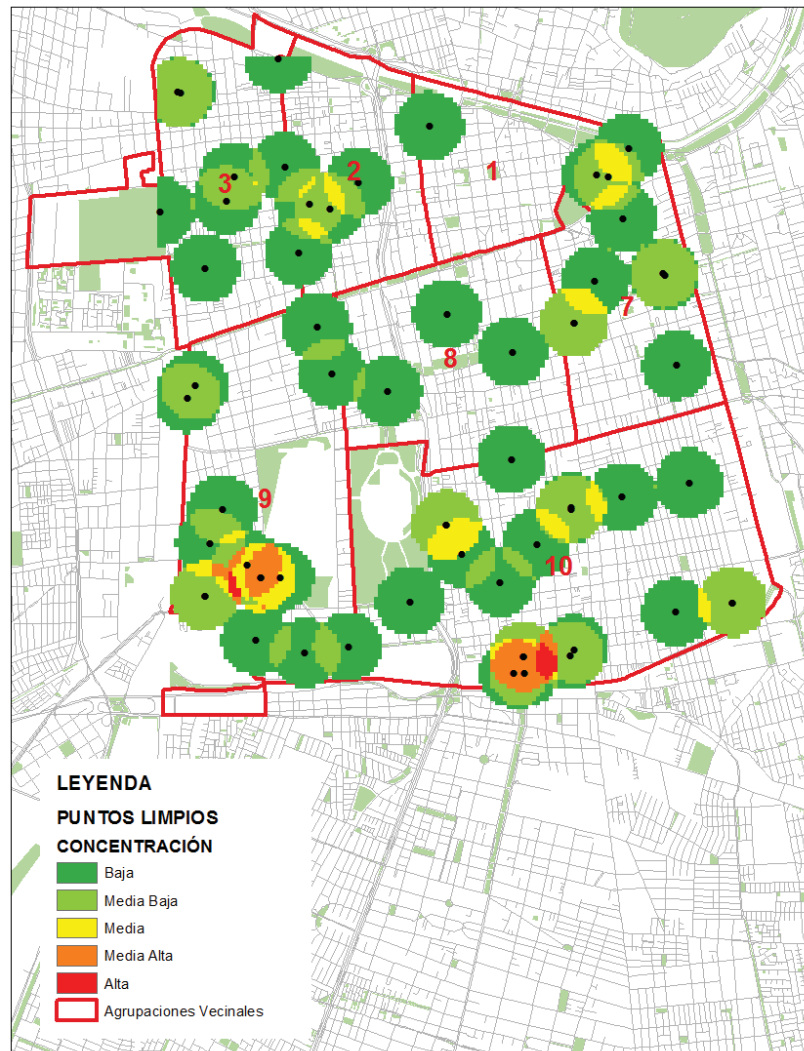 1
2
3
7
8
9
10
LEYENDA
PUNTOS LIMPIOS
CONCENTRACIÓN
Baja
Media Baja
Media
Media Alta
Alta
Agrupaciones Vecinales